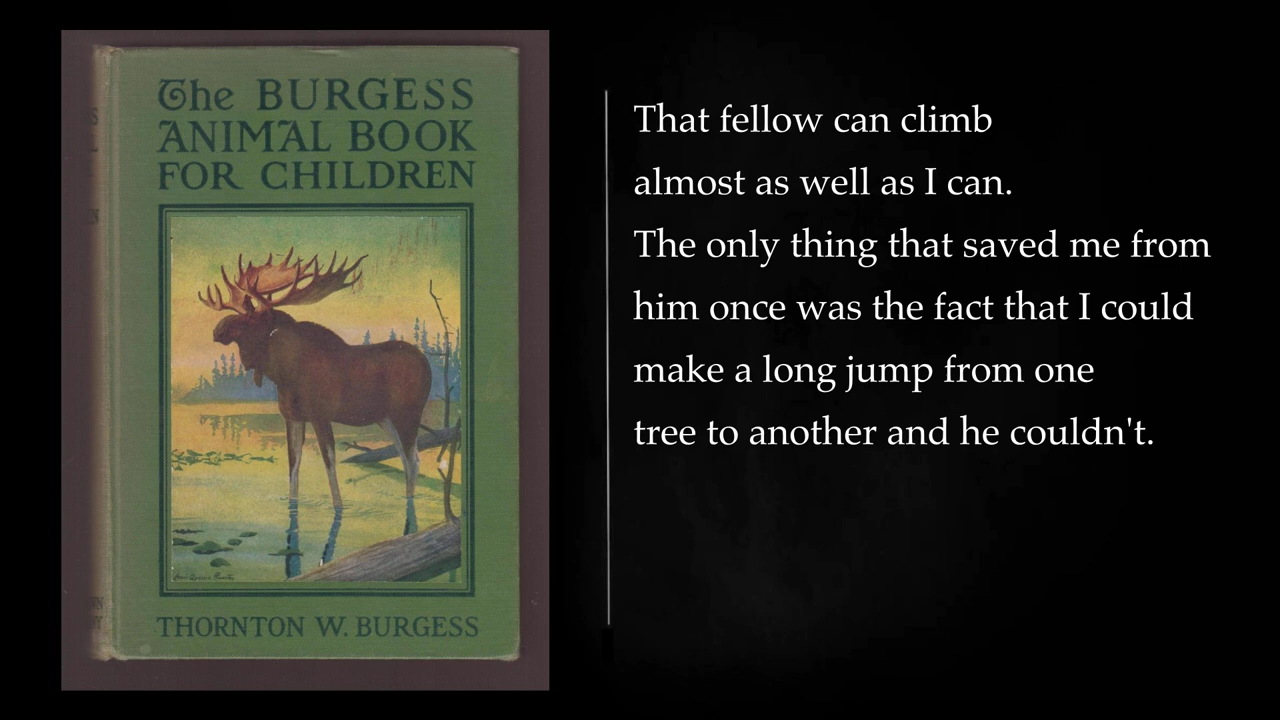 The BURGESS
ANIMAL BOOK
FOR CHILDREN
THORNTON W. BURGESS
That fellow can climb
almost as well as I can.
The only thing that saved me from
him once was the fact that I could
make a long jump from one
tree to another and he couldn't.